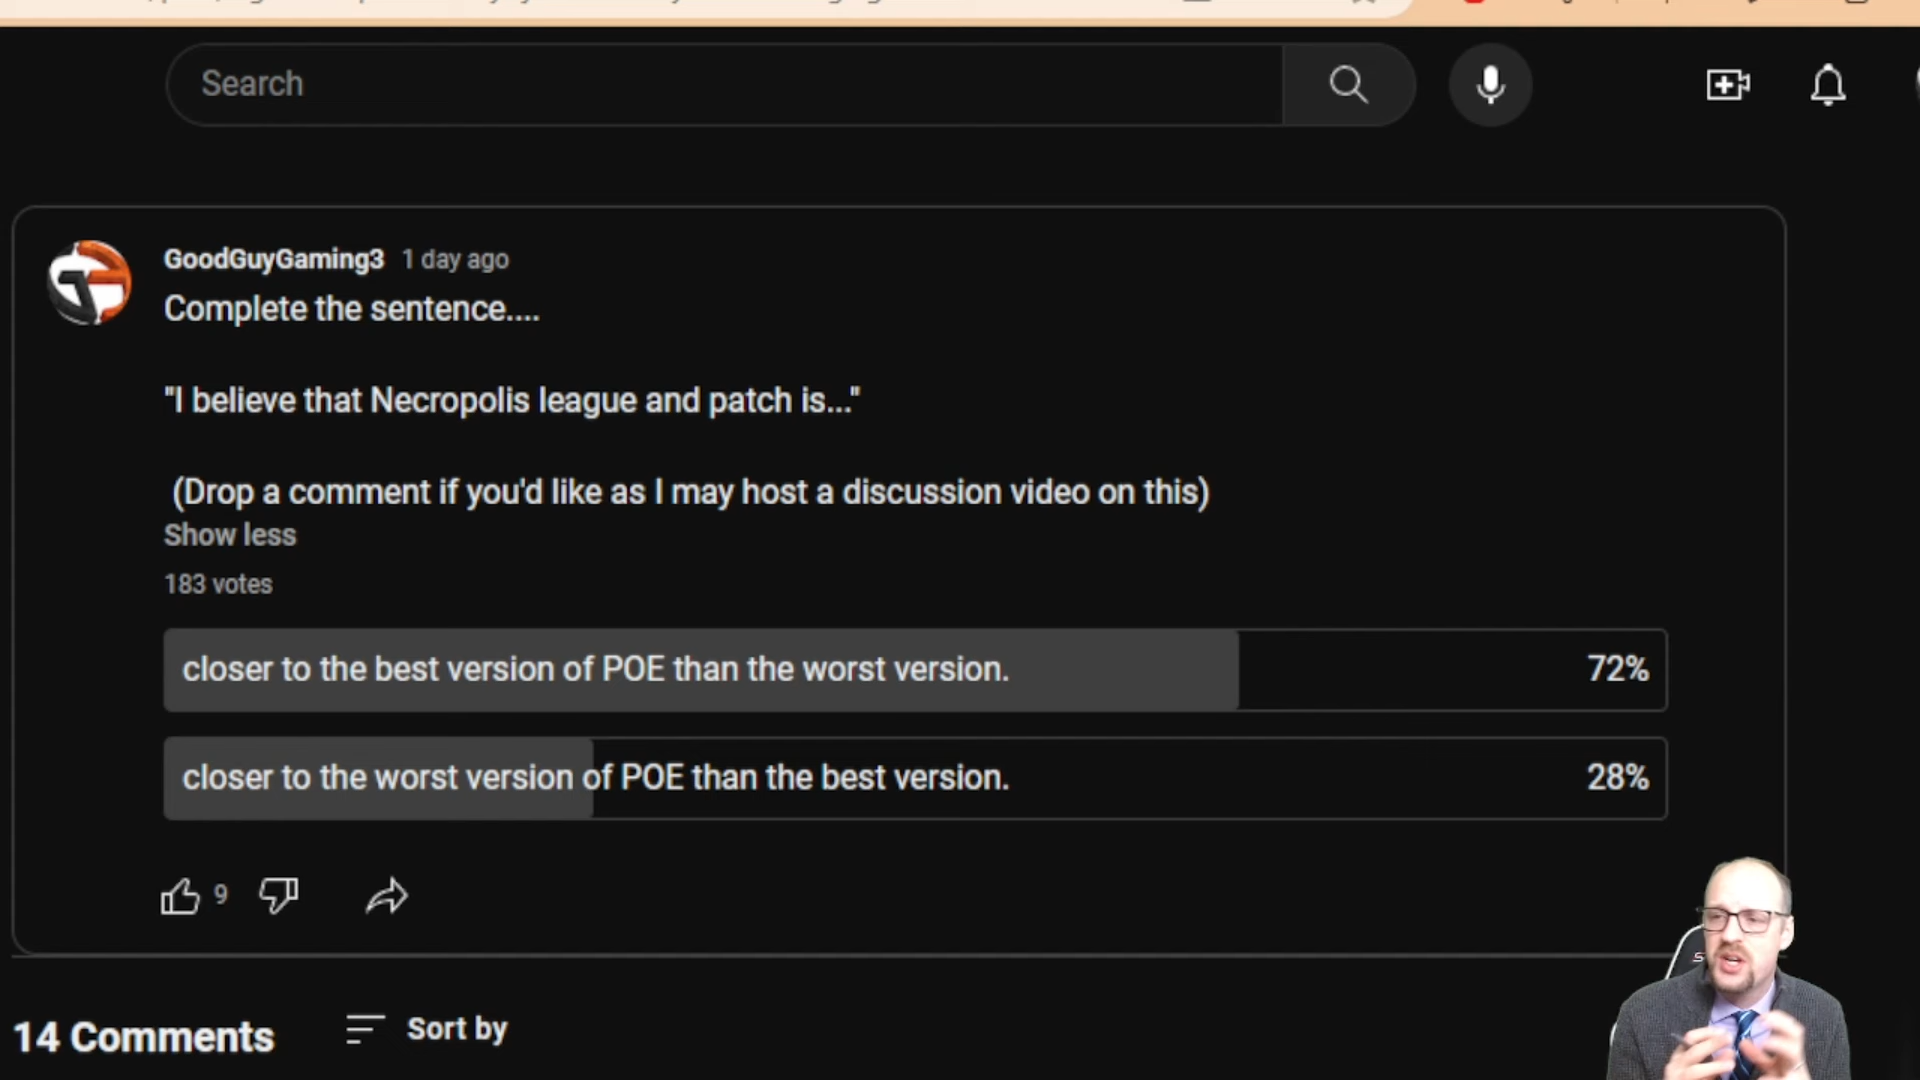 Search
GoodGuyGaming3 1 day ago
Complete the sentence....
"I believe that Necropolis league and patch is..."
(Drop a comment if you'd like as I may host a discussion video on this)
Show less
183 votes
closer to the best version of POE than the worst version. 72%
closer to the worst version of POE than the best version. 28%
9
14 Comments Sort by